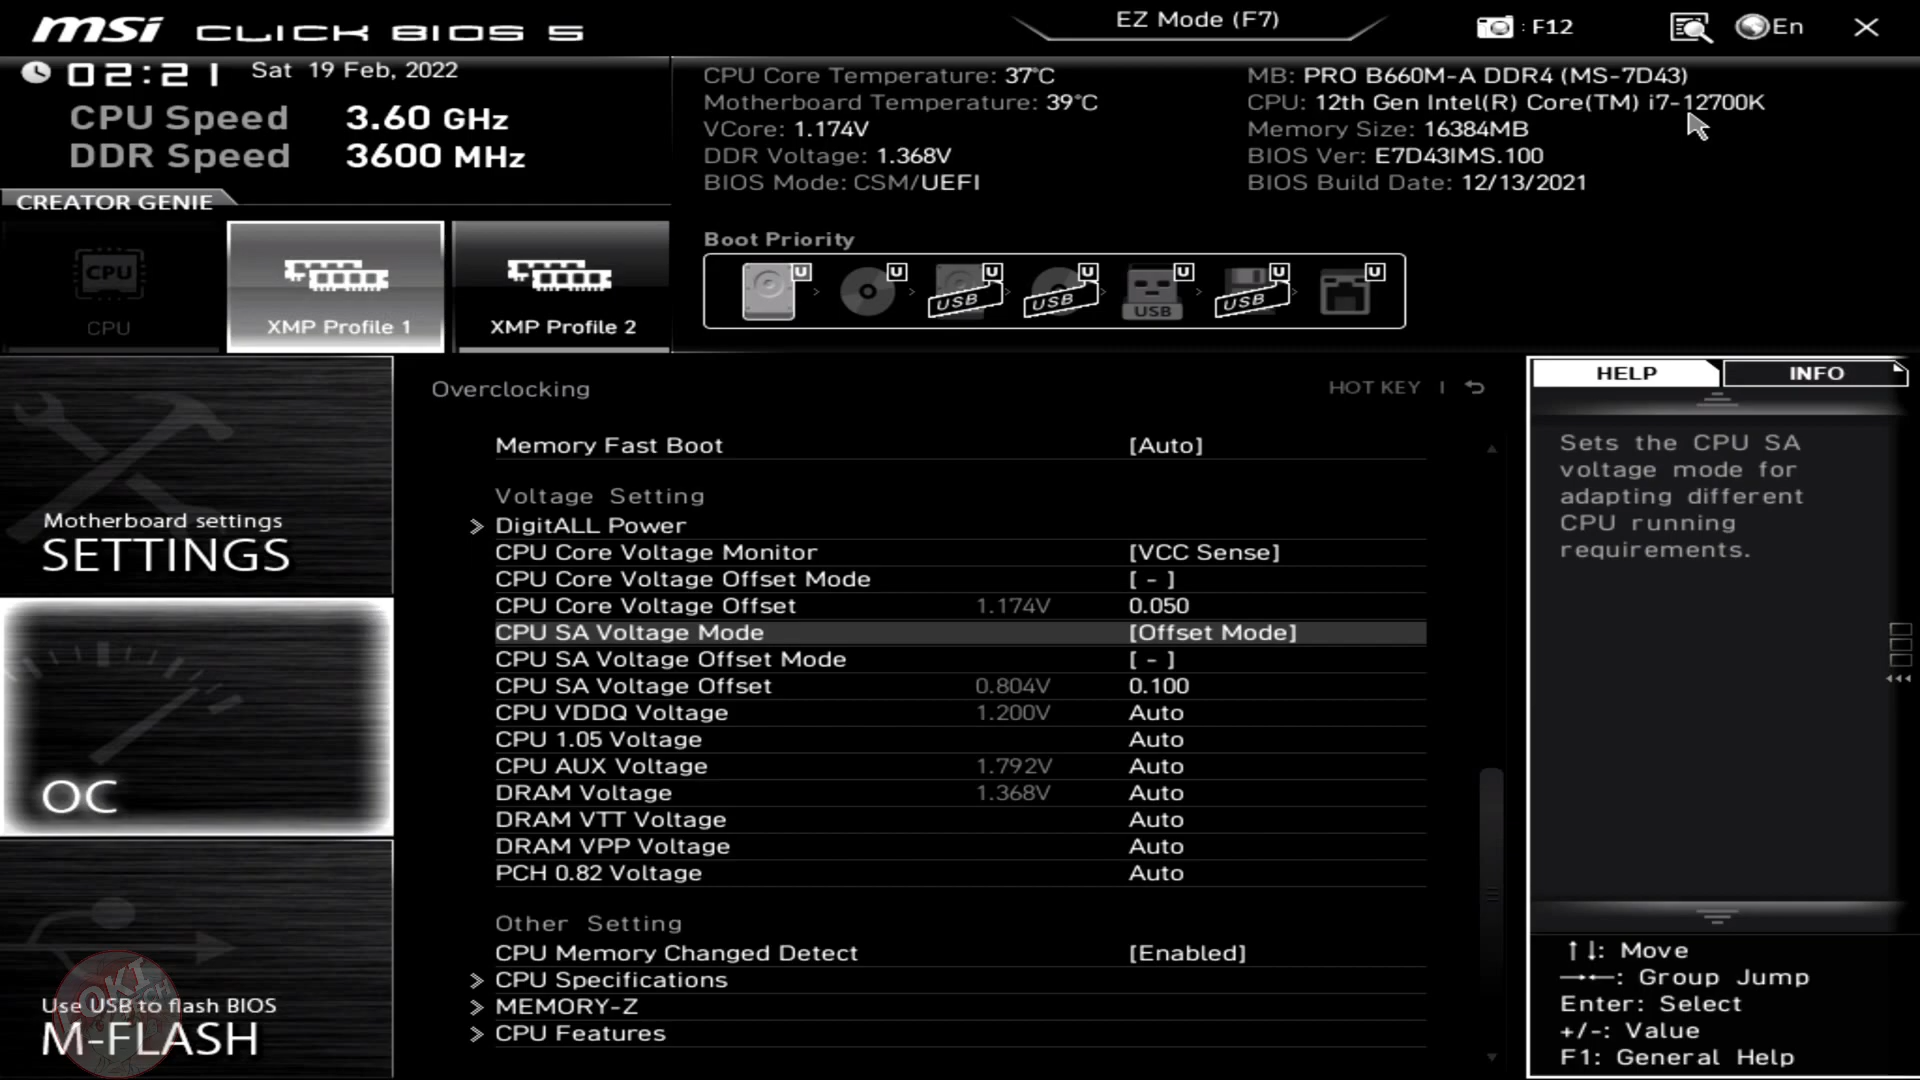 msi CLICK BIOS 5
EZ Mode (F7)
: F12
En
02:21 Sat 19 Feb, 2022
CPU Speed 3.60 GHz
DDR Speed 3600 MHz
CPU Core Temperature: 37°C
Motherboard Temperature: 39°C
VCore: 1.174V
DDR Voltage: 1.368V
BIOS Mode: CSM/UEFI
MB: PRO B660M-A DDR4 (MS-7D43)
CPU: 12th Gen Intel(R) Core(TM) i7-12700K
Memory Size: 16384MB
BIOS Ver: E7D43IMS.100
BIOS Build Date: 12/13/2021
CREATOR GENIE
CPU
CPU
XMP Profile 1
XMP Profile 2
Boot Priority
U U U U U U U
USB USB USB USB
Motherboard settings
SETTINGS
OC
Use USB to flash BIOS
M-FLASH
Overclocking
HOT KEY |
Memory Fast Boot [Auto]
Voltage Setting
> DigitALL Power
CPU Core Voltage Monitor [VCC Sense]
CPU Core Voltage Offset Mode [ - ]
CPU Core Voltage Offset 1.174V 0.050
CPU SA Voltage Mode [Offset Mode]
CPU SA Voltage Offset Mode [ - ]
CPU SA Voltage Offset 0.804V 0.100
CPU VDDQ Voltage 1.200V Auto
CPU 1.05 Voltage Auto
CPU AUX Voltage 1.792V Auto
DRAM Voltage 1.368V Auto
DRAM VTT Voltage Auto
DRAM VPP Voltage Auto
PCH 0.82 Voltage Auto
Other Setting
CPU Memory Changed Detect [Enabled]
> CPU Specifications
> MEMORY-Z
> CPU Features
HELP
INFO
Sets the CPU SA
voltage mode for
adapting different
CPU running
requirements.
↑↓: Move
→←: Group Jump
Enter: Select
+/-: Value
F1: General Help